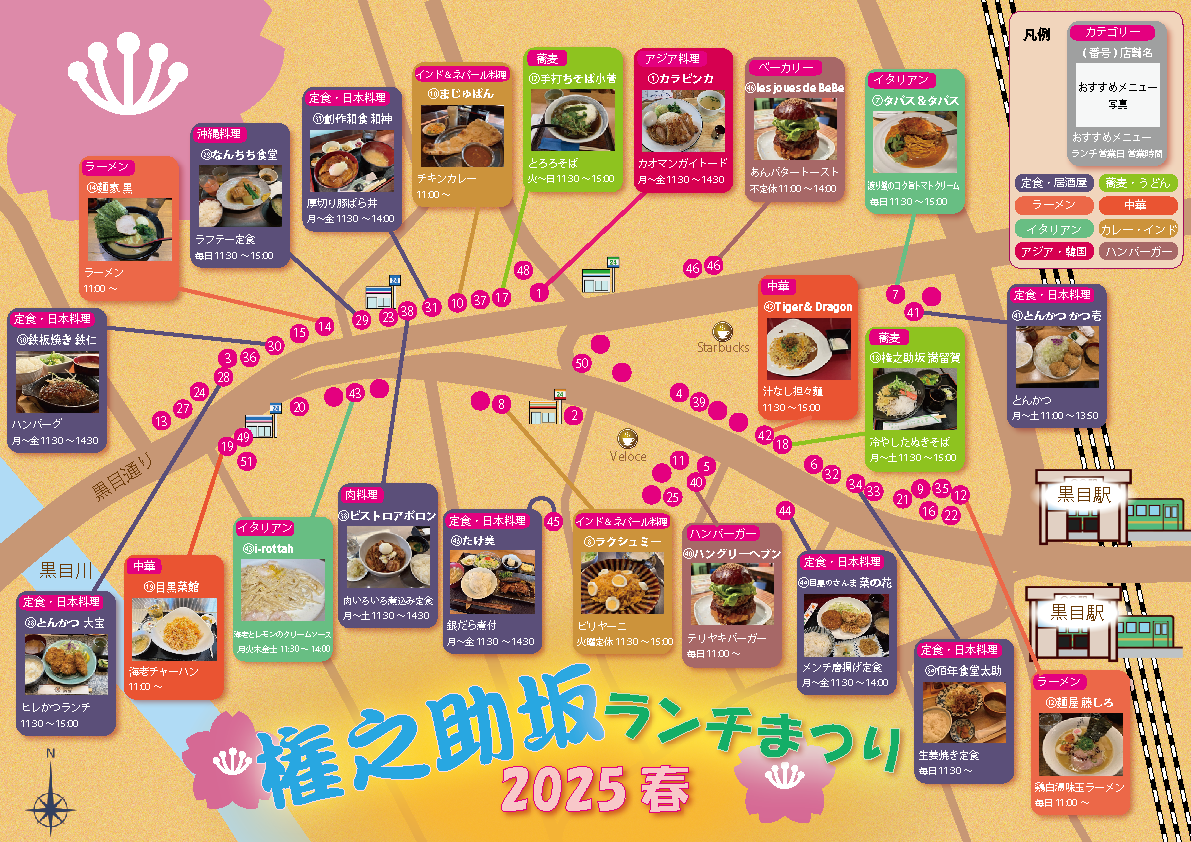 凡例
カテゴリー
(番号)店舗名
おすすめメニュー
写真
おすすめメニュー
ランチ営業日 営業時間
定食・居酒屋
蕎麦・うどん
ラーメン
中華
イタリアン
カレー・インド
アジア・韓国
ハンバーガー
ラーメン
⑭麺家 黒
ラーメン
11:00 ~
沖縄料理
㉙なんちち食堂
ラフテー定食
毎日 11:30 ~ 15:00
定食・日本料理
㉛創作和食 和神
厚切り豚ばら丼
月~金 11:30 ~ 14:00
インド&ネパール料理
⑩まじゅばん
チキンカレー
11:00 ~
蕎麦
⑰手打ちそば小菅
とろろそば
火~日 11:30 ~ 15:00
アジア料理
①カラピンカ
カオマンガイトード
月~金 11:30 ~ 14:30
ベーカリー
㊻les joues de BeBe
あんバタートースト
不定休 11:00 ~ 14:00
イタリアン
⑦タパス&タパス
渡り蟹のコク旨トマトクリーム
毎日 11:30 ~ 15:00
定食・日本料理
㉚鉄板焼き 鉄仁
ハンバーグ
月~金 11:30 ~ 14:30
中華
㊷Tiger & Dragon
汁なし担々麺
11:30 ~ 15:00
蕎麦
⑱権之助坂 満留賀
冷やしたぬきそば
月~土 11:30 ~ 15:00
定食・日本料理
㊶とんかつ かつ壱
とんかつ
月~土 11:00 ~ 13:50
48
46
46
7
41
1
17
37
10
31
38
23
29
14
15
30
3
36
28
24
27
13
50
4
39
42
18
20
43
8
2
49
19
51
11
5
40
25
6
32
34
33
21
9
35
12
16
22
44
45
24
24
24
24
24
Starbucks
Veloce
黒目通り
黒目川
黒目駅
黒目駅
定食・日本料理
㉘とんかつ 大宝
ヒレかつランチ
11:30 ~ 15:00
中華
⑲目黒菜館
海老チャーハン
11:00 ~
イタリアン
㊸i-rottah
海老とレモンのクリームソース
月火木金土 11:30 ~ 14:00
肉料理
㊳ビストロアボロン
肉いろいろ煮込み定食
月~土 11:30 ~ 14:30
定食・日本料理
㊺たけ美
銀だら煮付
月~金 11:30 ~ 14:30
インド&ネパール料理
⑧ラクシュミー
ビリヤーニ
火曜定休 11:30 ~ 15:00
ハンバーガー
㊵ハングリーヘブン
テリヤキバーガー
毎日 11:00 ~
定食・日本料理
㊹目黒のさんま 菜の花
メンチ唐揚げ定食
月~金 11:30 ~ 14:00
定食・日本料理
㉞佰年食堂太助
生姜焼き定食
毎日 11:30 ~
ラーメン
⑫麺屋 藤しろ
鶏白湯味玉ラーメン
毎日 11:00 ~
権之助坂ランチまつり
2025 春
N